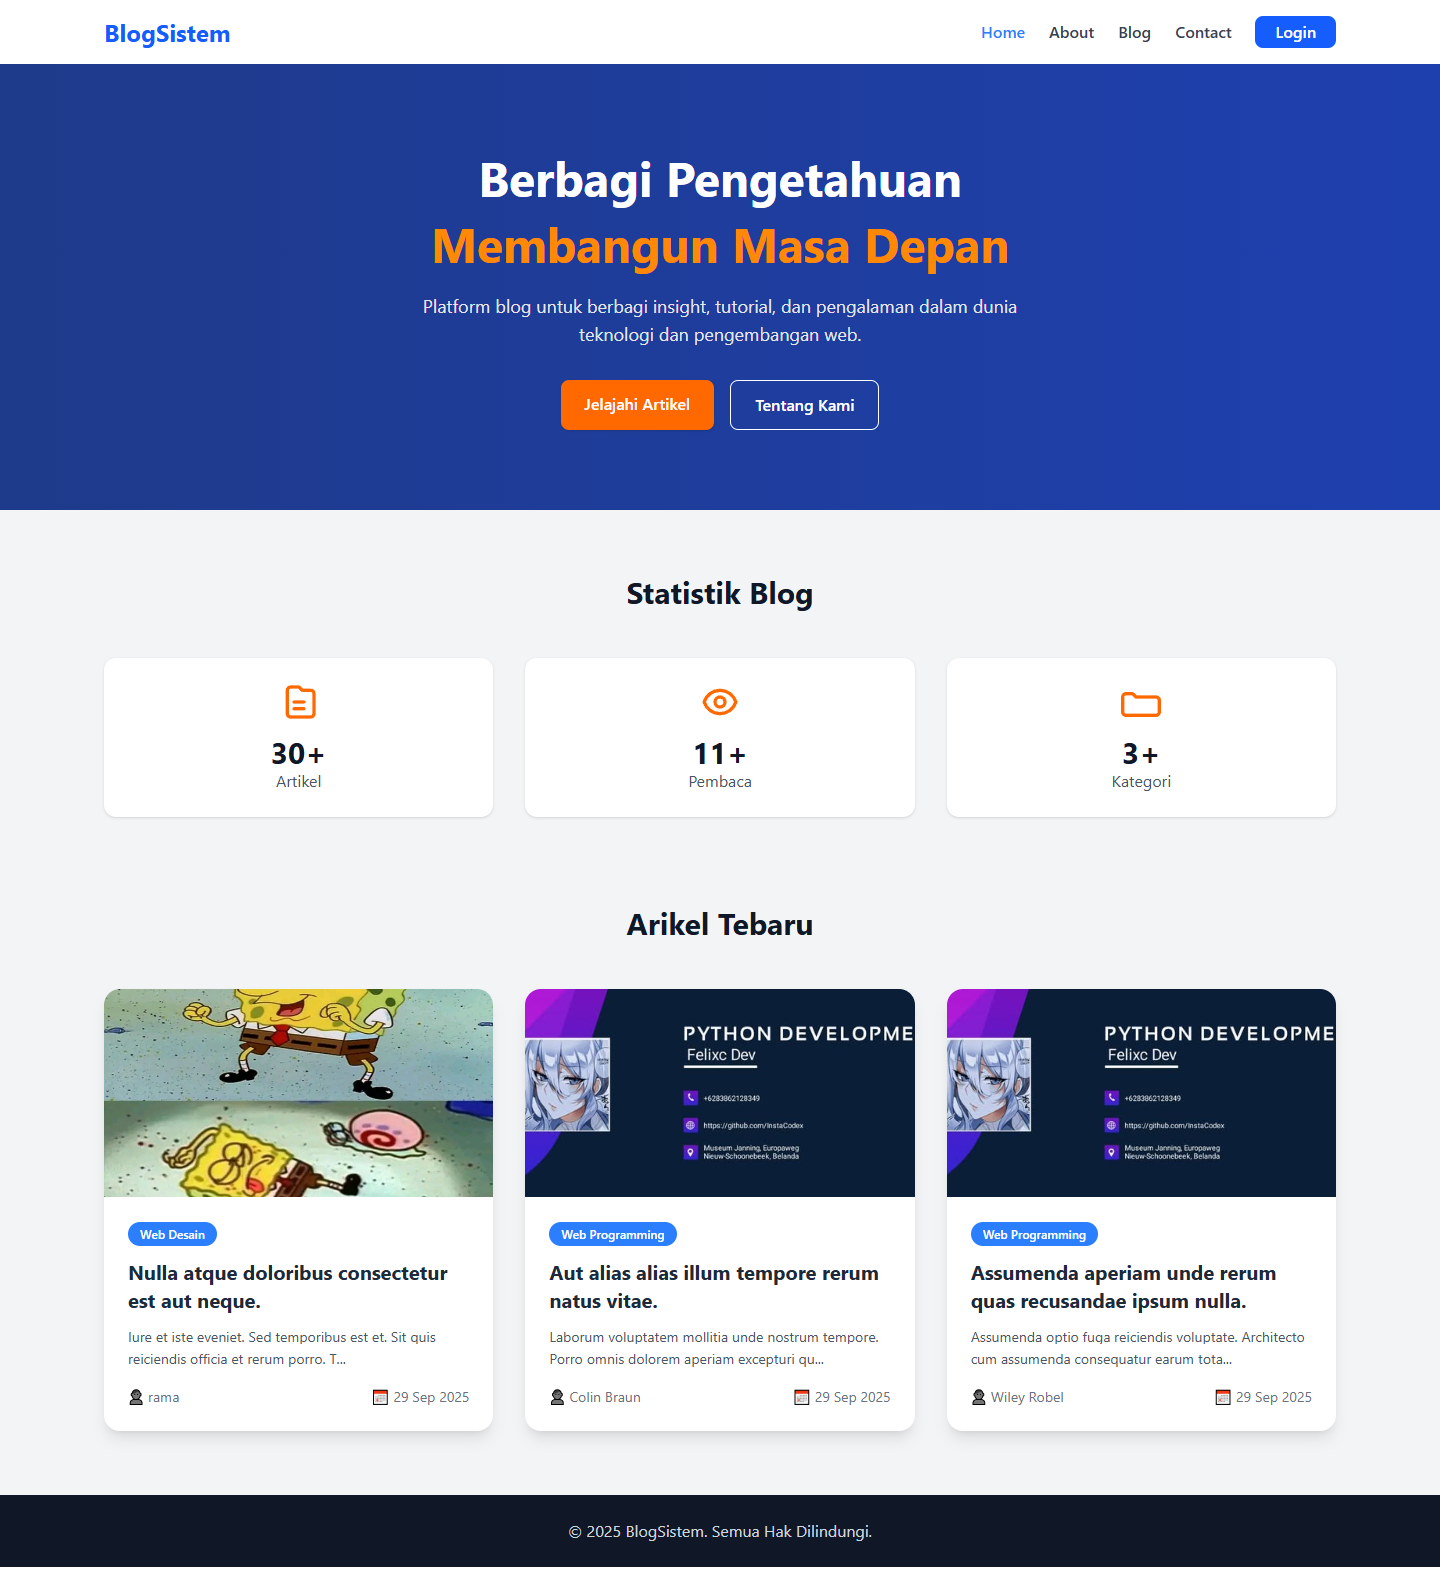 BlogSistem
Home About Blog Contact Login
Berbagi Pengetahuan
Membangun Masa Depan
Platform blog untuk berbagi insight, tutorial, dan pengalaman dalam dunia
teknologi dan pengembangan web.
Jelajahi Artikel Tentang Kami
Statistik Blog
30+
Artikel
11+
Pembaca
3+
Kategori
Arikel Tebaru
Web Desain
Nulla atque doloribus consectetur
est aut neque.
Iure et iste eveniet. Sed temporibus est et. Sit quis
reiciendis officia et rerum porro. T...
rama 29 Sep 2025
PYTHON DEVELOPME
Felixc Dev
+6283862128349
https://github.com/InstaCodex
Museum Janning, Europaweg
Nieuw-Schoonebeek, Belanda
Web Programming
Aut alias alias illum tempore rerum
natus vitae.
Laborum voluptatem mollitia unde nostrum tempore.
Porro omnis dolorem aperiam excepturi qu...
Colin Braun 29 Sep 2025
PYTHON DEVELOPME
Felixc Dev
+6283862128349
https://github.com/InstaCodex
Museum Janning, Europaweg
Nieuw-Schoonebeek, Belanda
Web Programming
Assumenda aperiam unde rerum
quas recusandae ipsum nulla.
Assumenda optio fuga reiciendis voluptate. Architecto
cum assumenda consequatur earum tota...
Wiley Robel 29 Sep 2025
© 2025 BlogSistem. Semua Hak Dilindungi.